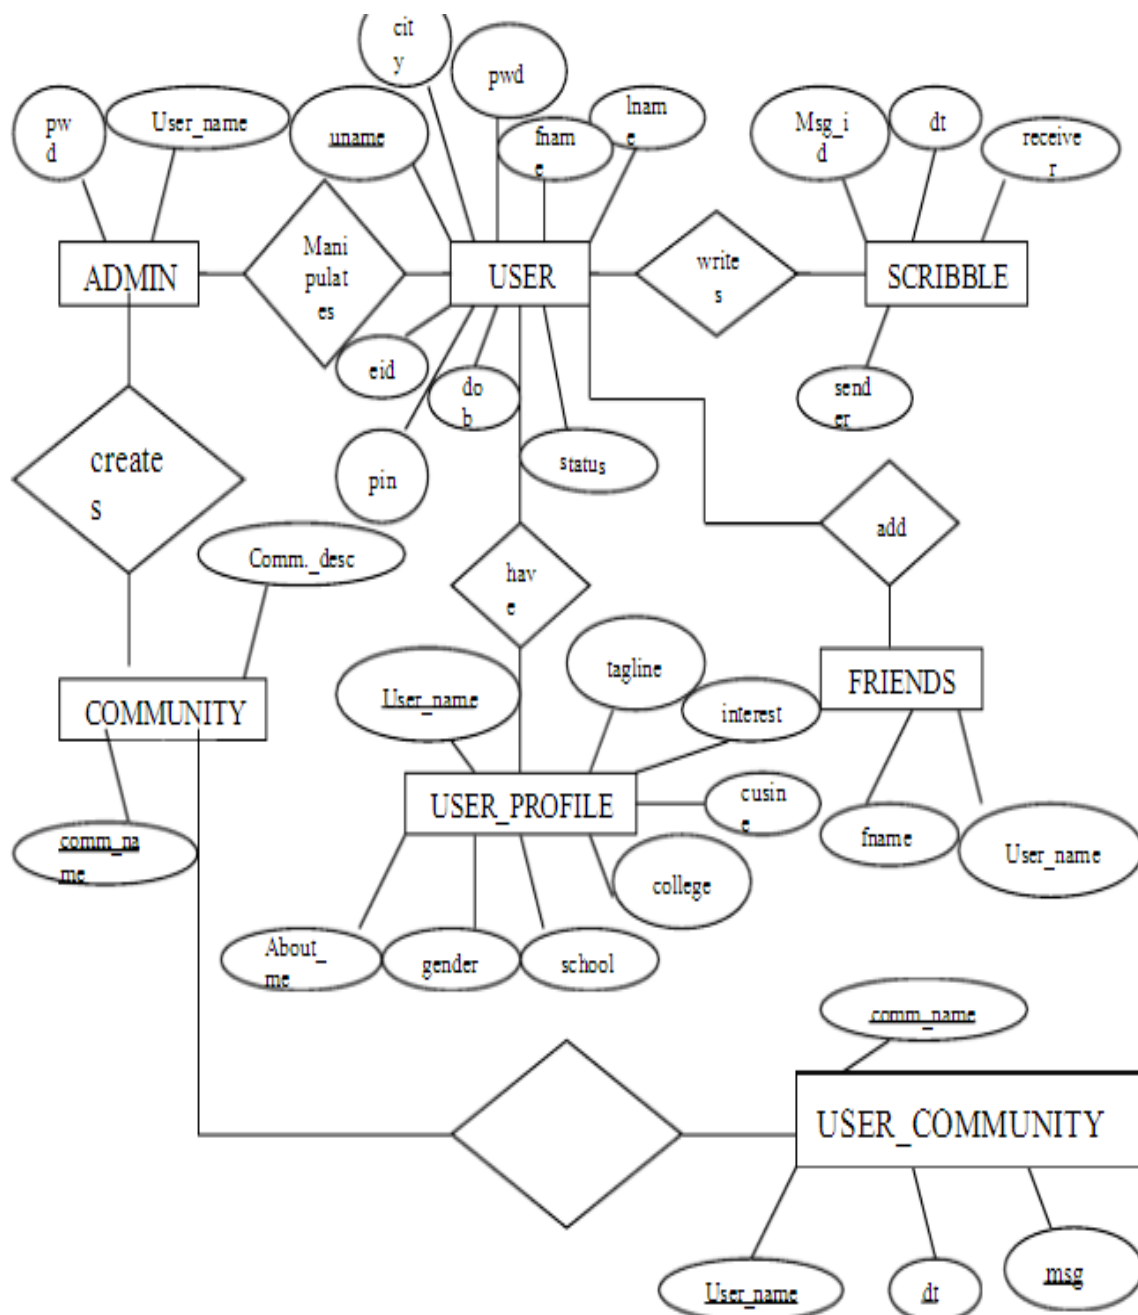 cit
y
pwd
lnam
e
fnam
e
pw
d
User_name
uname
Msg_i
d
dt
receive
r
ADMIN
Mani
pulat
es
USER
write
s
SCRIBBLE
eid
do
b
send
er
pin
status
create
s
add
Comm._desc
hav
e
COMMUNITY
User_name
tagline
interest
FRIENDS
USER_PROFILE
cusin
e
comm_na
me
fname
User_name
college
About_
me
gender
school
comm_name
USER_COMMUNITY
User_name
dt
msg